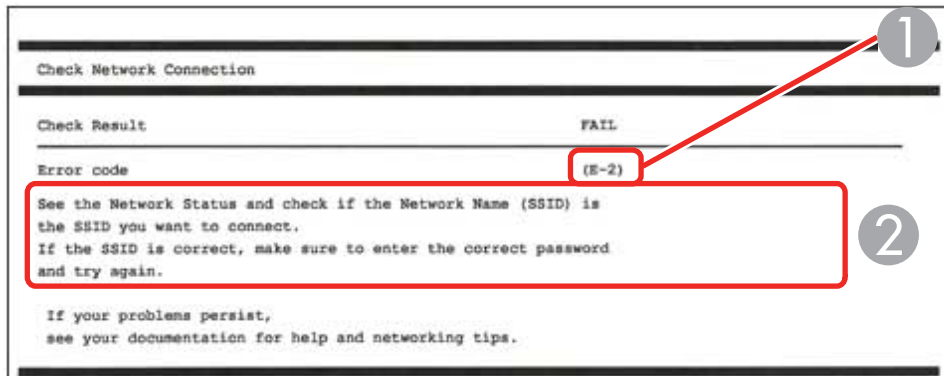 1
Check Network Connection
Check Result FAIL
Error code (E-2)
See the Network Status and check if the Network Name (SSID) is
the SSID you want to connect.
If the SSID is correct, make sure to enter the correct password
and try again.
2
If your problems persist,
see your documentation for help and networking tips.